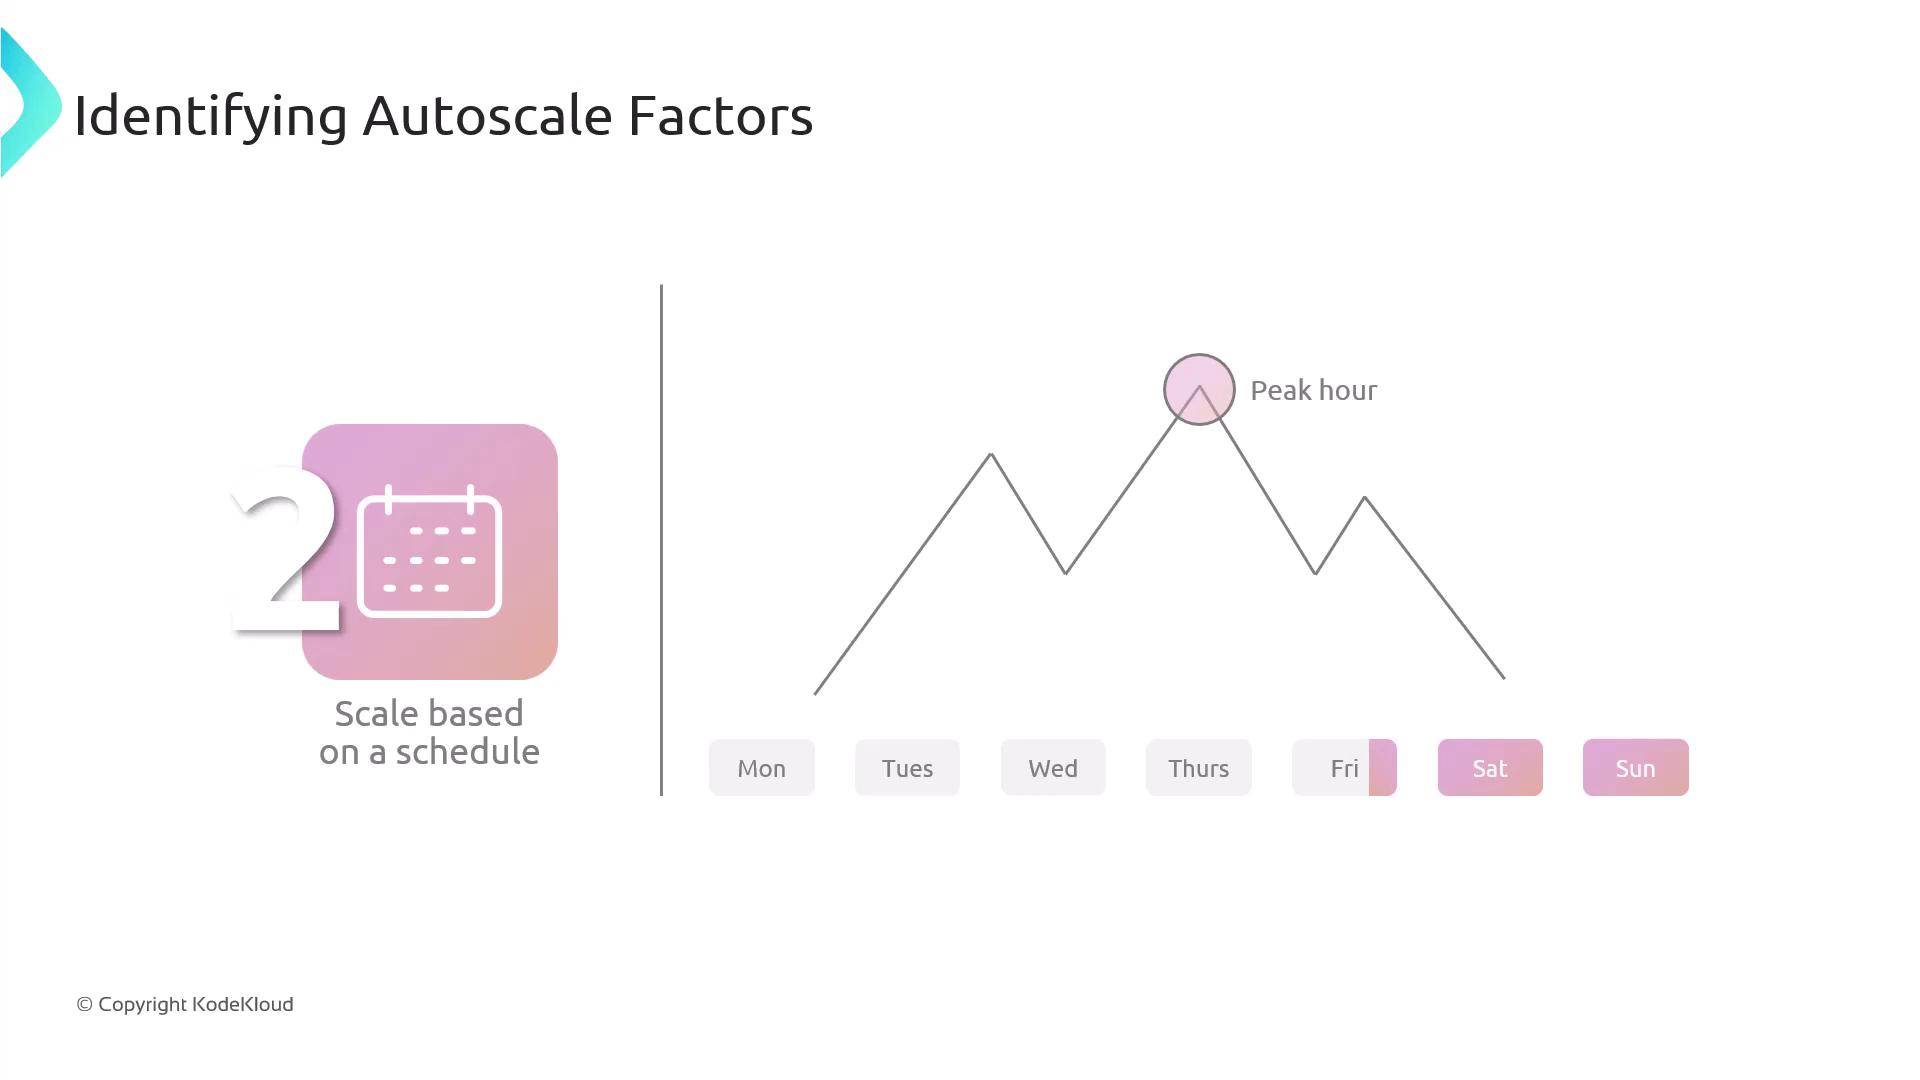 Identifying Autoscale Factors
2
Scale based
on a schedule
Peak hour
Mon Tues Wed Thurs Fri Sat Sun
© Copyright KodeKloud